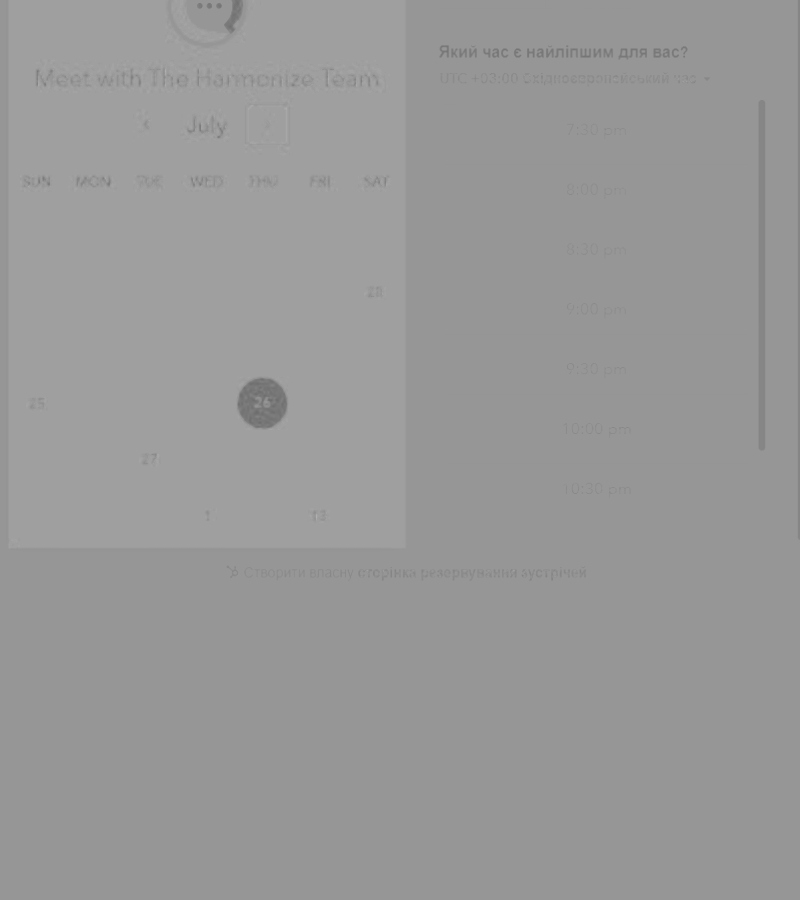 Meet with The Harmonize Team
July
SUN MON TUE WED THU FRI SAT
28
25 26
27
1 13
Який час є найліпшим для вас?
UTC +03:00 Східноєвропейський час
7:30 pm
8:00 pm
8:30 pm
9:00 pm
9:30 pm
10:00 pm
10:30 pm
Створити власну сторінку резервування зустрічей